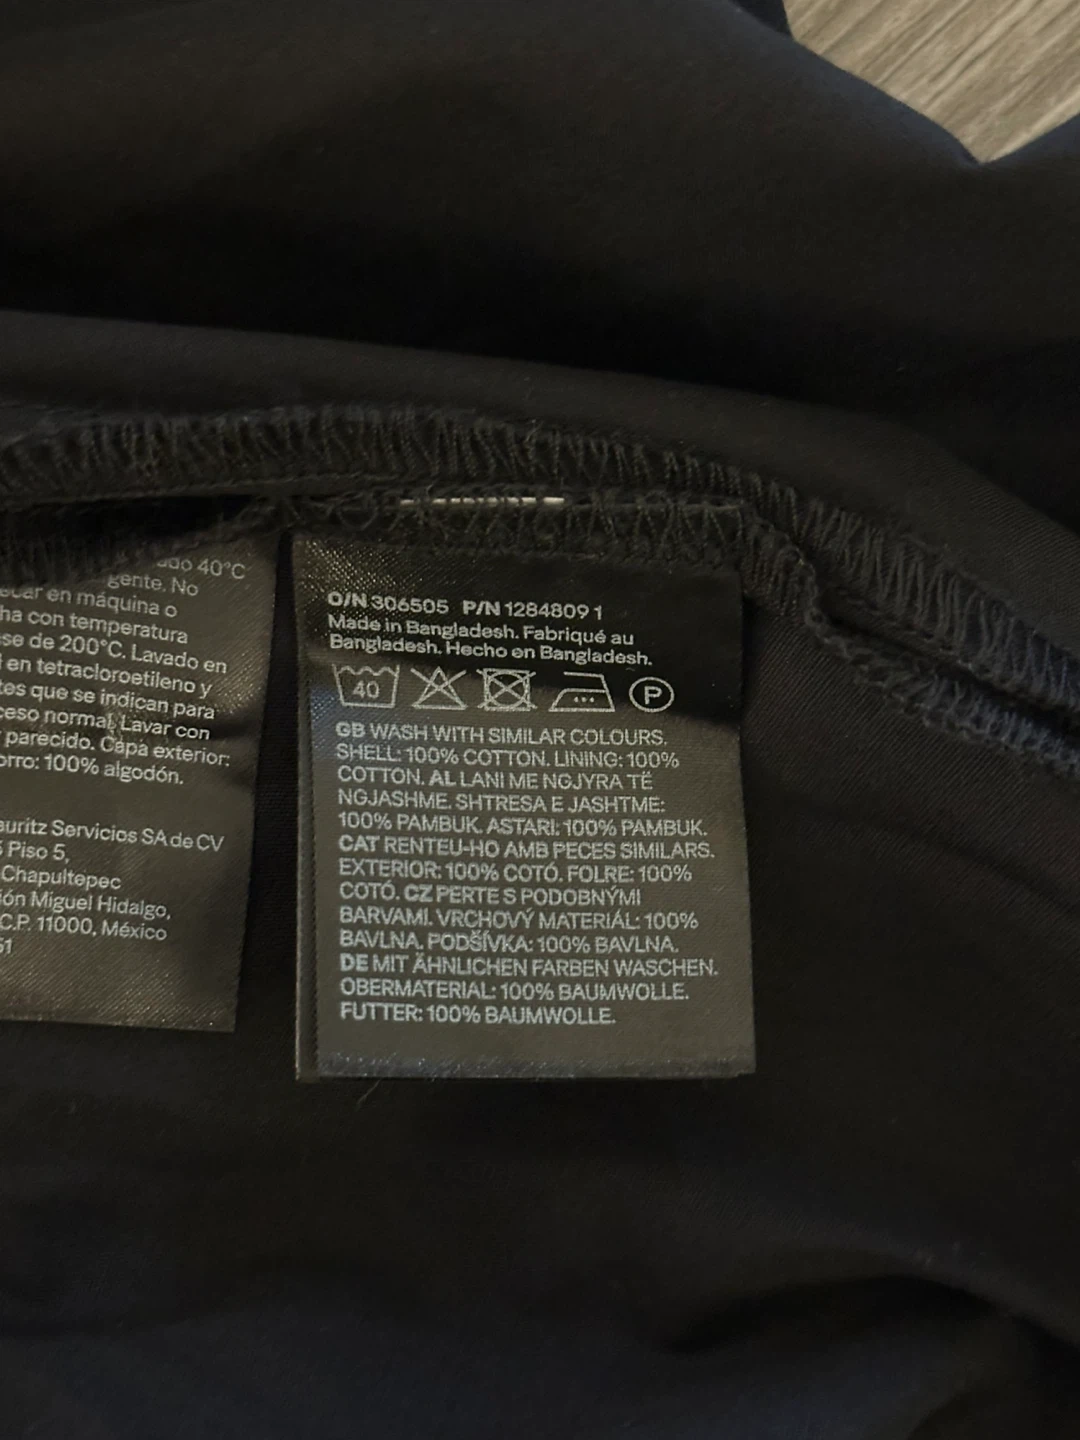 40°C
gente. No
en máquina o
ha con temperatura
se de 200°C. Lavado en
en tetracloroetileno y
tes que se indican para
ceso normal. Lavar con
parecido. Capa exterior:
orro: 100% algodón.
auritz Servicios SA de CV
Piso 5,
Chapultepec
ión Miguel Hidalgo,
C.P. 11000, México
51
O/N 306505 P/N 1284809 1
Made in Bangladesh. Fabriqué au
Bangladesh. Hecho en Bangladesh.
40 P
GB WASH WITH SIMILAR COLOURS.
SHELL: 100% COTTON. LINING: 100%
COTTON. AL LANI ME NGJYRA TË
NGJASHME. SHTRESA E JASHTME:
100% PAMBUK. ASTARI: 100% PAMBUK.
CAT RENTEU-HO AMB PECES SIMILARS.
EXTERIOR: 100% COTÓ. FOLRE: 100%
COTÓ. CZ PERTE S PODOBNÝMI
BARVAMI. VRCHOVÝ MATERIÁL: 100%
BAVLNA. PODŠÍVKA: 100% BAVLNA.
DE MIT ÄHNLICHEN FARBEN WASCHEN.
OBERMATERIAL: 100% BAUMWOLLE.
FUTTER: 100% BAUMWOLLE.